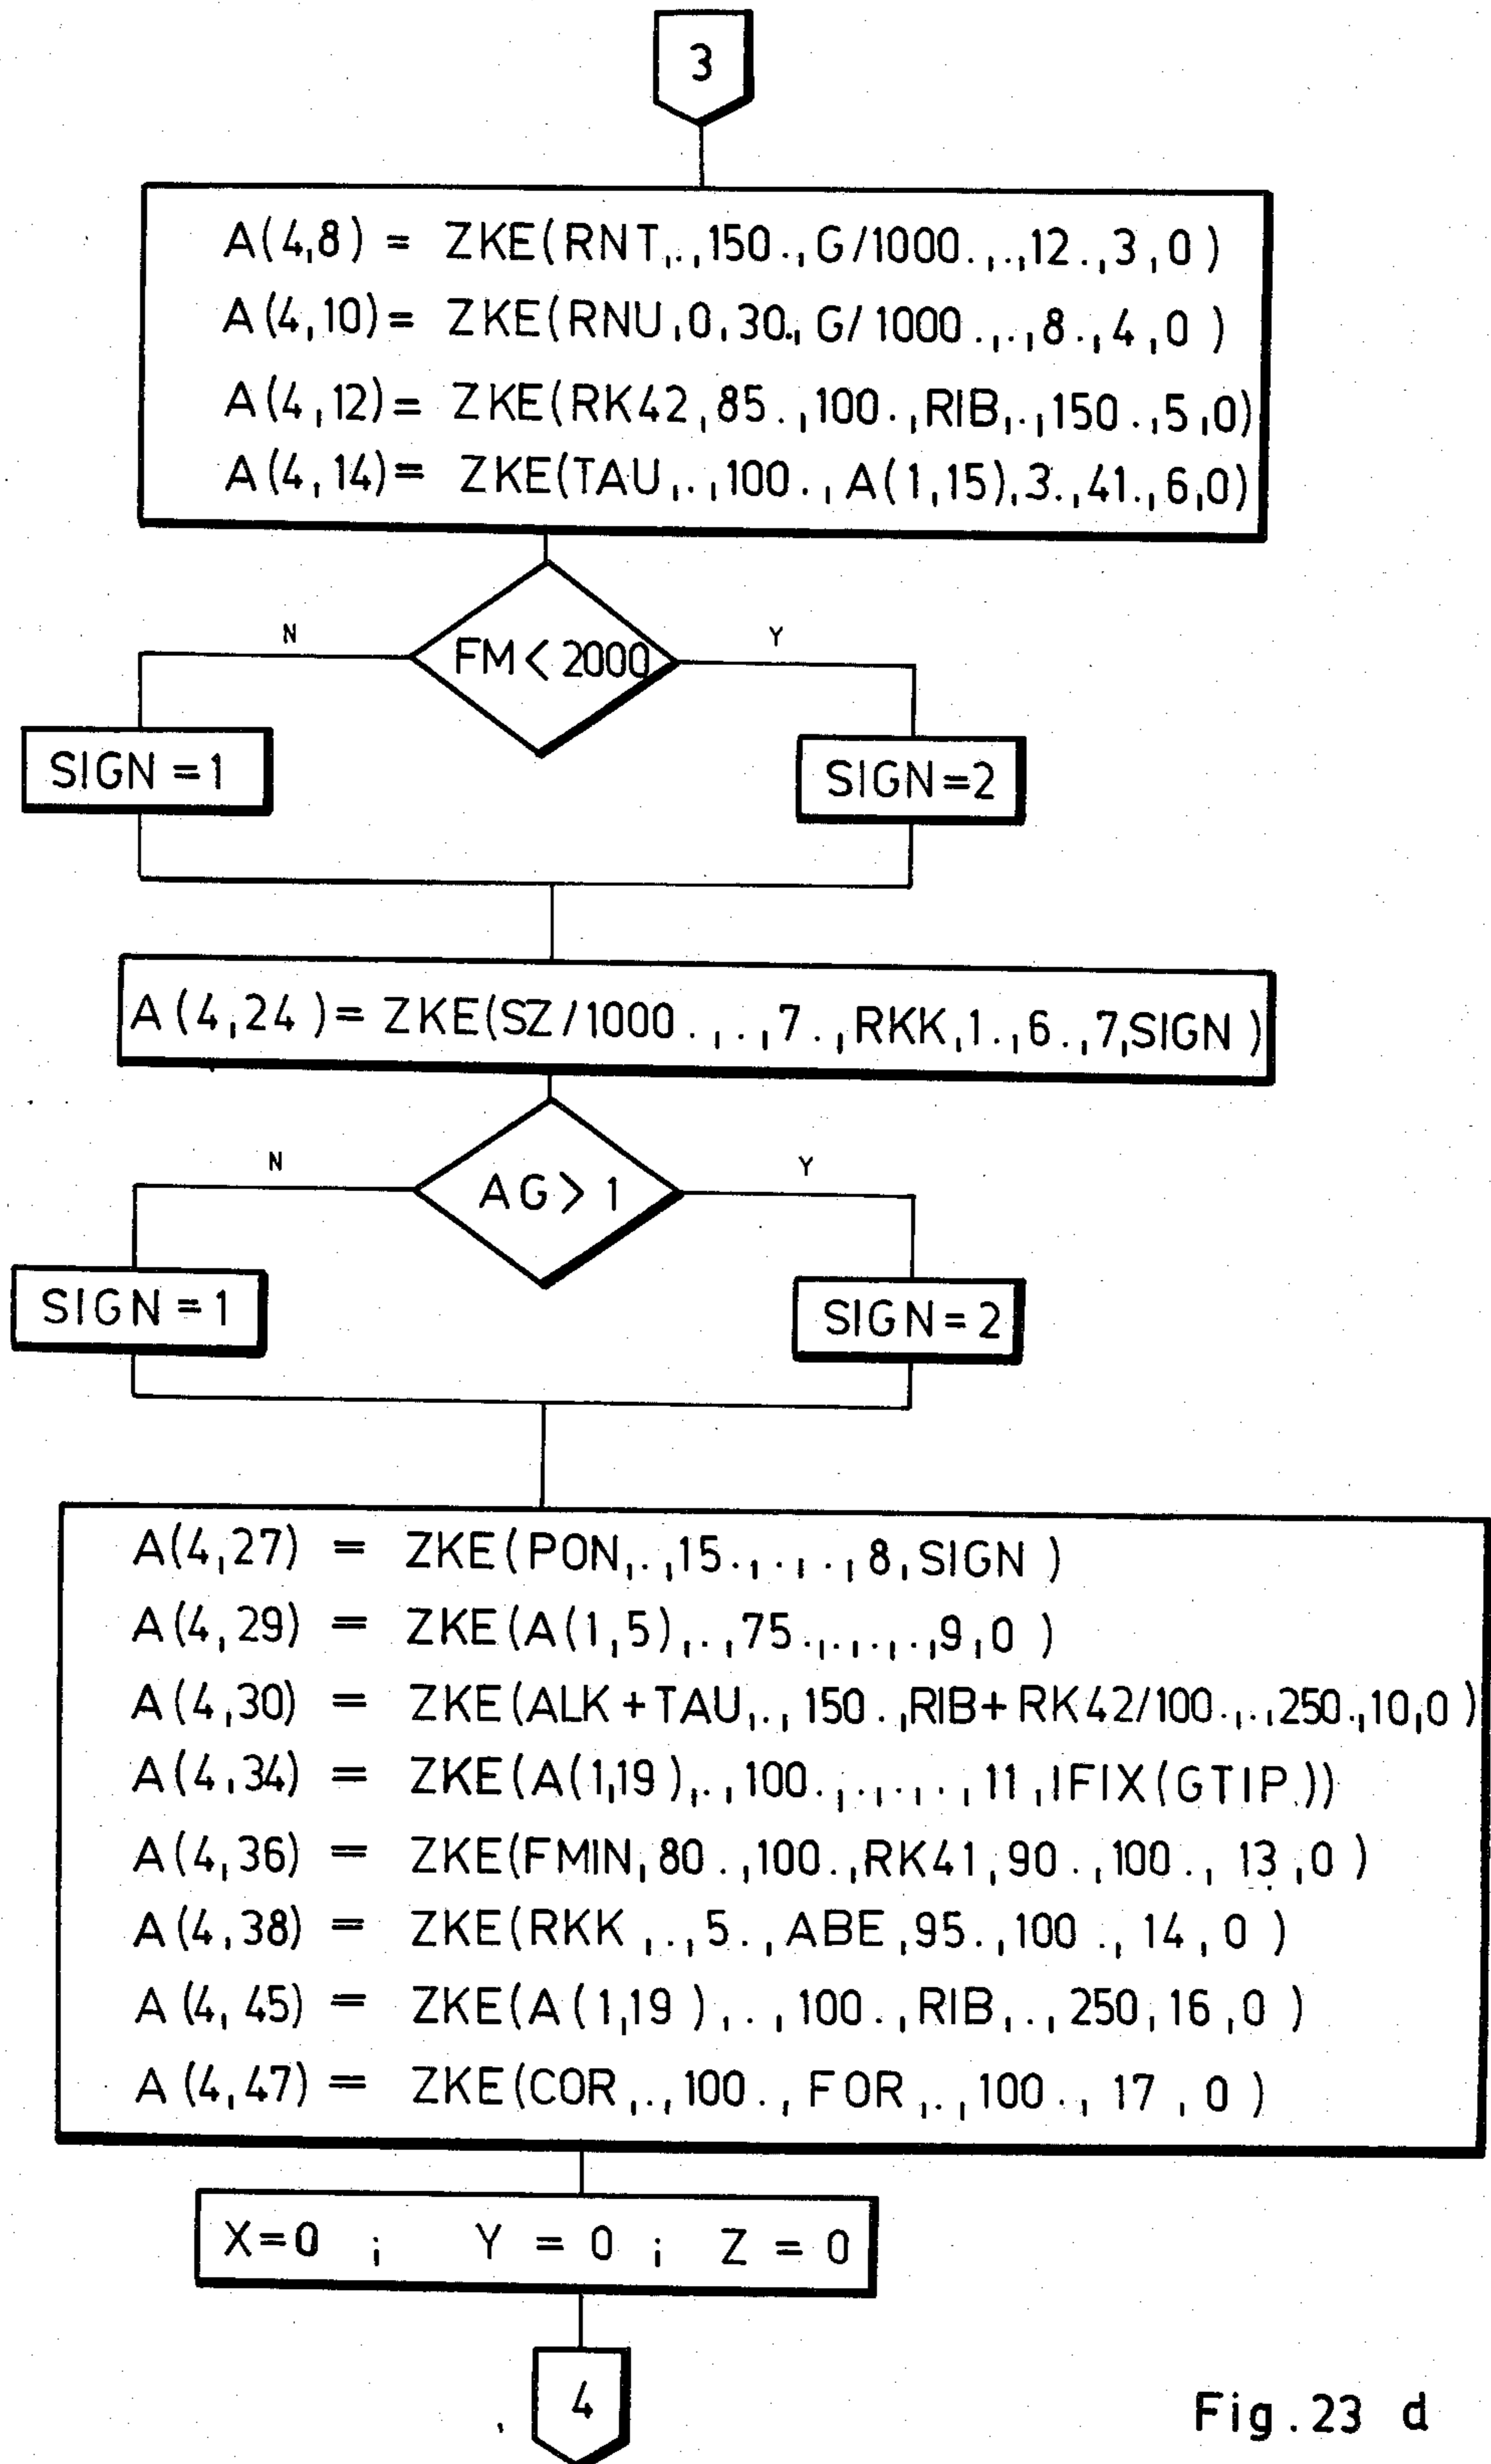 3
A(4,8) = ZKE(RNT,.,150.,G/1000.,.,12.,3,0)
A(4,10)= ZKE(RNU,0,30.,G/1000.,.,8.,4,0)
A(4,12)= ZKE(RK42,85.,100.,RIB,.,150.,5,0)
A(4,14)= ZKE(TAU,.,100.,A(1,15),3.,41.,6,0)
N
FM<2000
Y
SIGN=1
SIGN=2
A(4,24)= ZKE(SZ/1000.,.,7.,RKK,1.,6.,7,SIGN)
N
AG>1
Y
SIGN=1
SIGN=2
A(4,27) = ZKE(PON,.,15.,.,.,8,SIGN)
A(4,29) = ZKE(A(1,5),.,75.,.,.,.,9,0)
A(4,30) = ZKE(ALK+TAU,.,150.,RIB+RK42/100.,.,250.,10,0)
A(4,34) = ZKE(A(1,19),.,100.,.,.,.,11,IFIX(GTIP.))
A(4,36) = ZKE(FMIN,80.,100.,RK41,90.,100.,13,0)
A(4,38) = ZKE(RKK,.,5.,ABE,95.,100.,14,0)
A(4,45) = ZKE(A(1,19),.,100.,RIB,.,250,16,0)
A(4,47) = ZKE(COR,.,100.,FOR,.,100.,17,0)
X=0 ; Y=0 ; Z=0
4
Fig.23 d